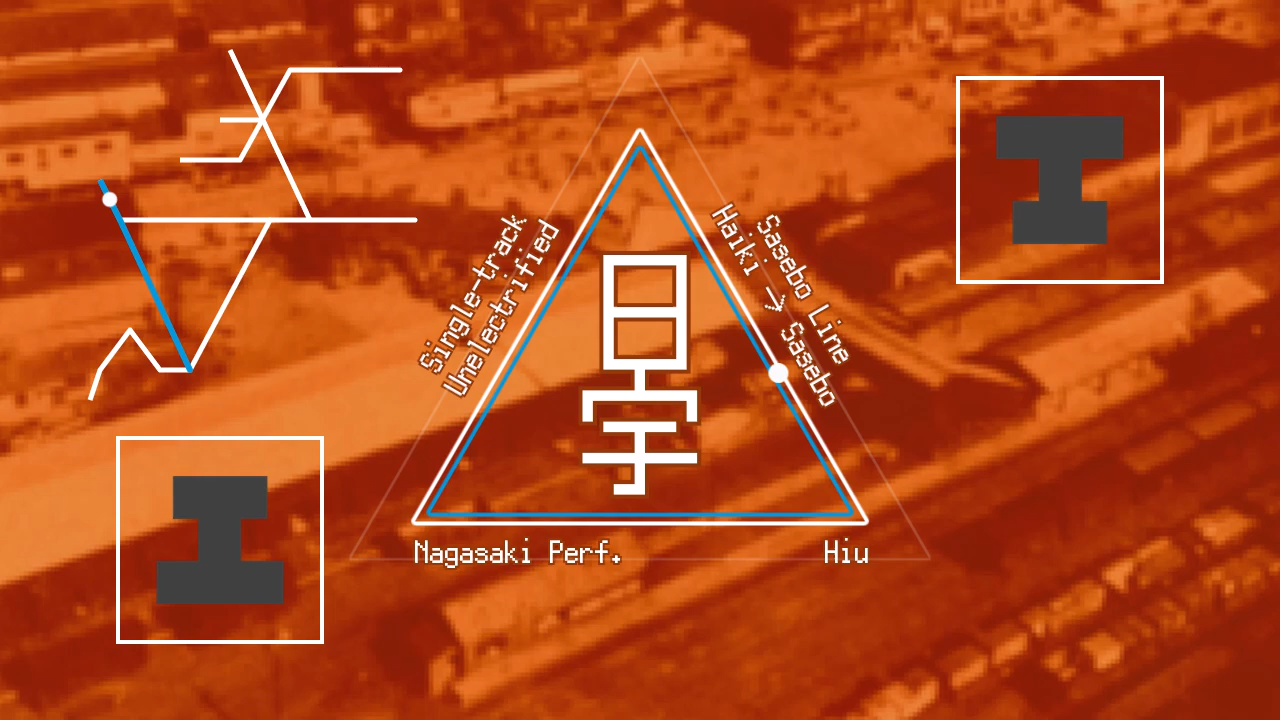 Single-track
Unelectrified
Sasebo Line
Haiki → Sasebo
日宇
Nagasaki Perf.
Hiu